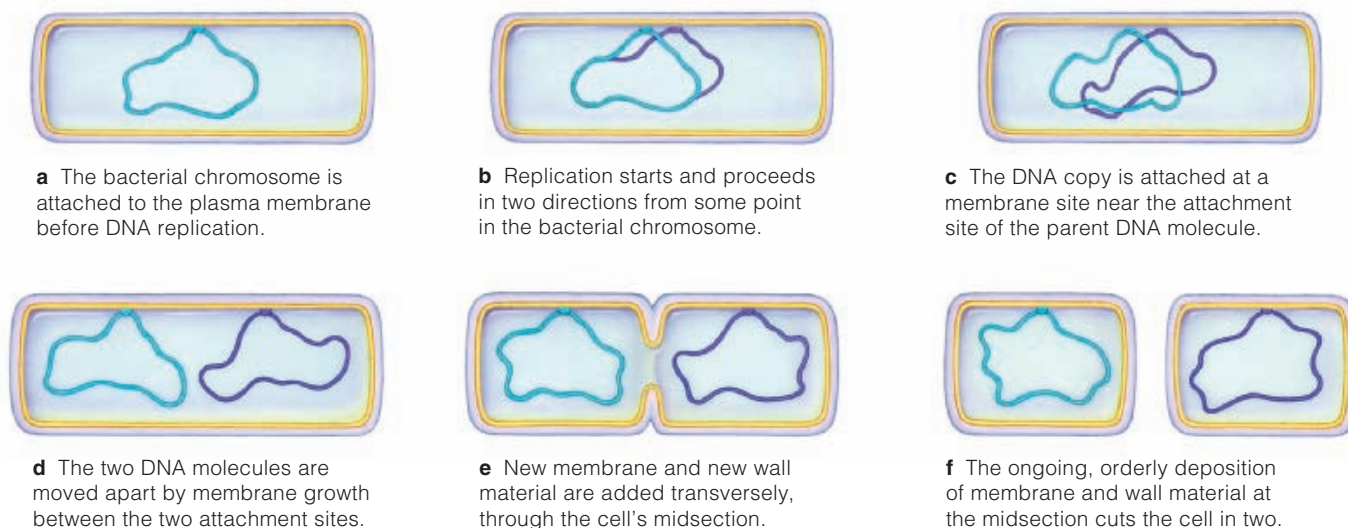 a The bacterial chromosome is
attached to the plasma membrane
before DNA replication.
b Replication starts and proceeds
in two directions from some point
in the bacterial chromosome.
c The DNA copy is attached at a
membrane site near the attachment
site of the parent DNA molecule.
d The two DNA molecules are
moved apart by membrane growth
between the two attachment sites.
e New membrane and new wall
material are added transversely,
through the cell's midsection.
f The ongoing, orderly deposition
of membrane and wall material at
the midsection cuts the cell in two.